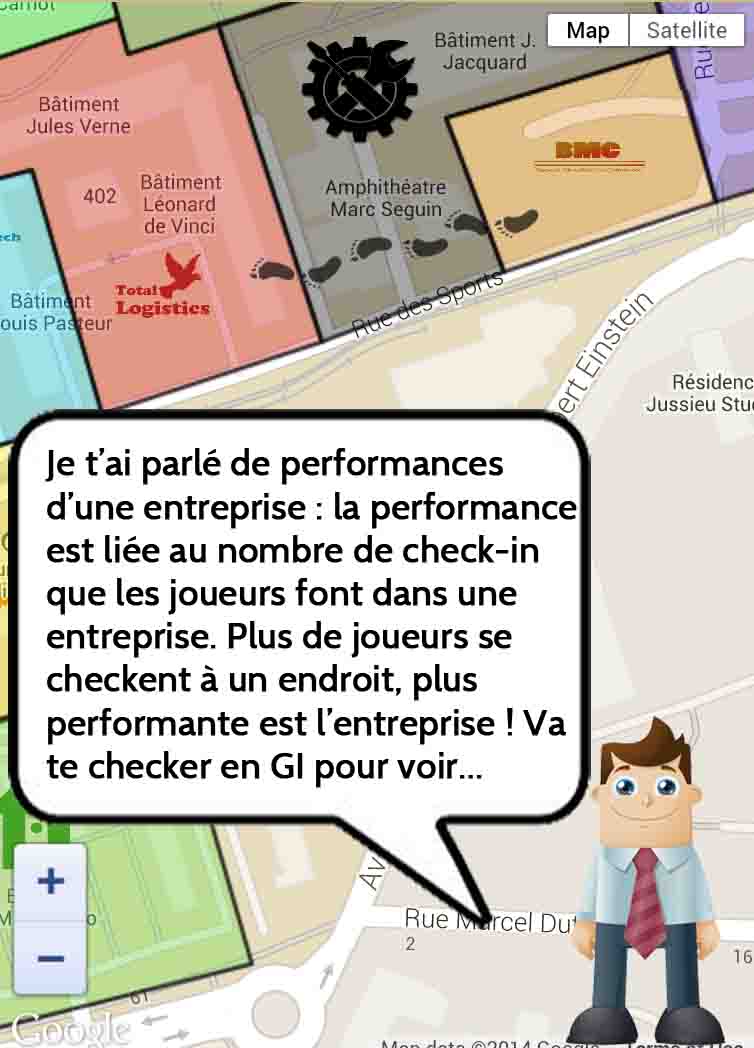 Carnot
Map
Satellite
Bâtiment J.
Jacquard
Bâtiment
Jules Verne
BMC
402
Bâtiment
Léonard
de Vinci
Amphithéatre
Marc Seguin
ech
Total
Logistics
Bâtiment
ouis Pasteur
Rue des Sports
bert Einstein
Résidenc
Jussieu Stu
Je t'ai parlé de performances
d'une entreprise : la performance
est liée au nombre de check-in
que les joueurs font dans une
entreprise. Plus de joueurs se
checkent à un endroit, plus
performante est l'entreprise ! Va
te checker en GI pour voir...
+
−
Av
Rue Marcel Dut
2
16
61
Google
Map data ©2014 Google
Terms of Use